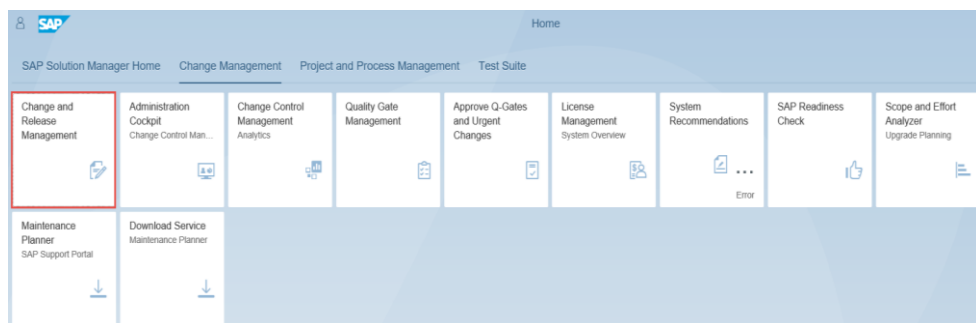 SAP
Home
SAP Solution Manager Home
Change Management
Project and Process Management
Test Suite
Change and
Release
Management
Administration
Cockpit
Change Control Man...
Change Control
Management
Analytics
Quality Gate
Management
Approve Q-Gates
and Urgent
Changes
License
Management
System Overview
System
Recommendations
...
Error
SAP Readiness
Check
Scope and Effort
Analyzer
Upgrade Planning
Maintenance
Planner
SAP Support Portal
Download Service
Maintenance Planner